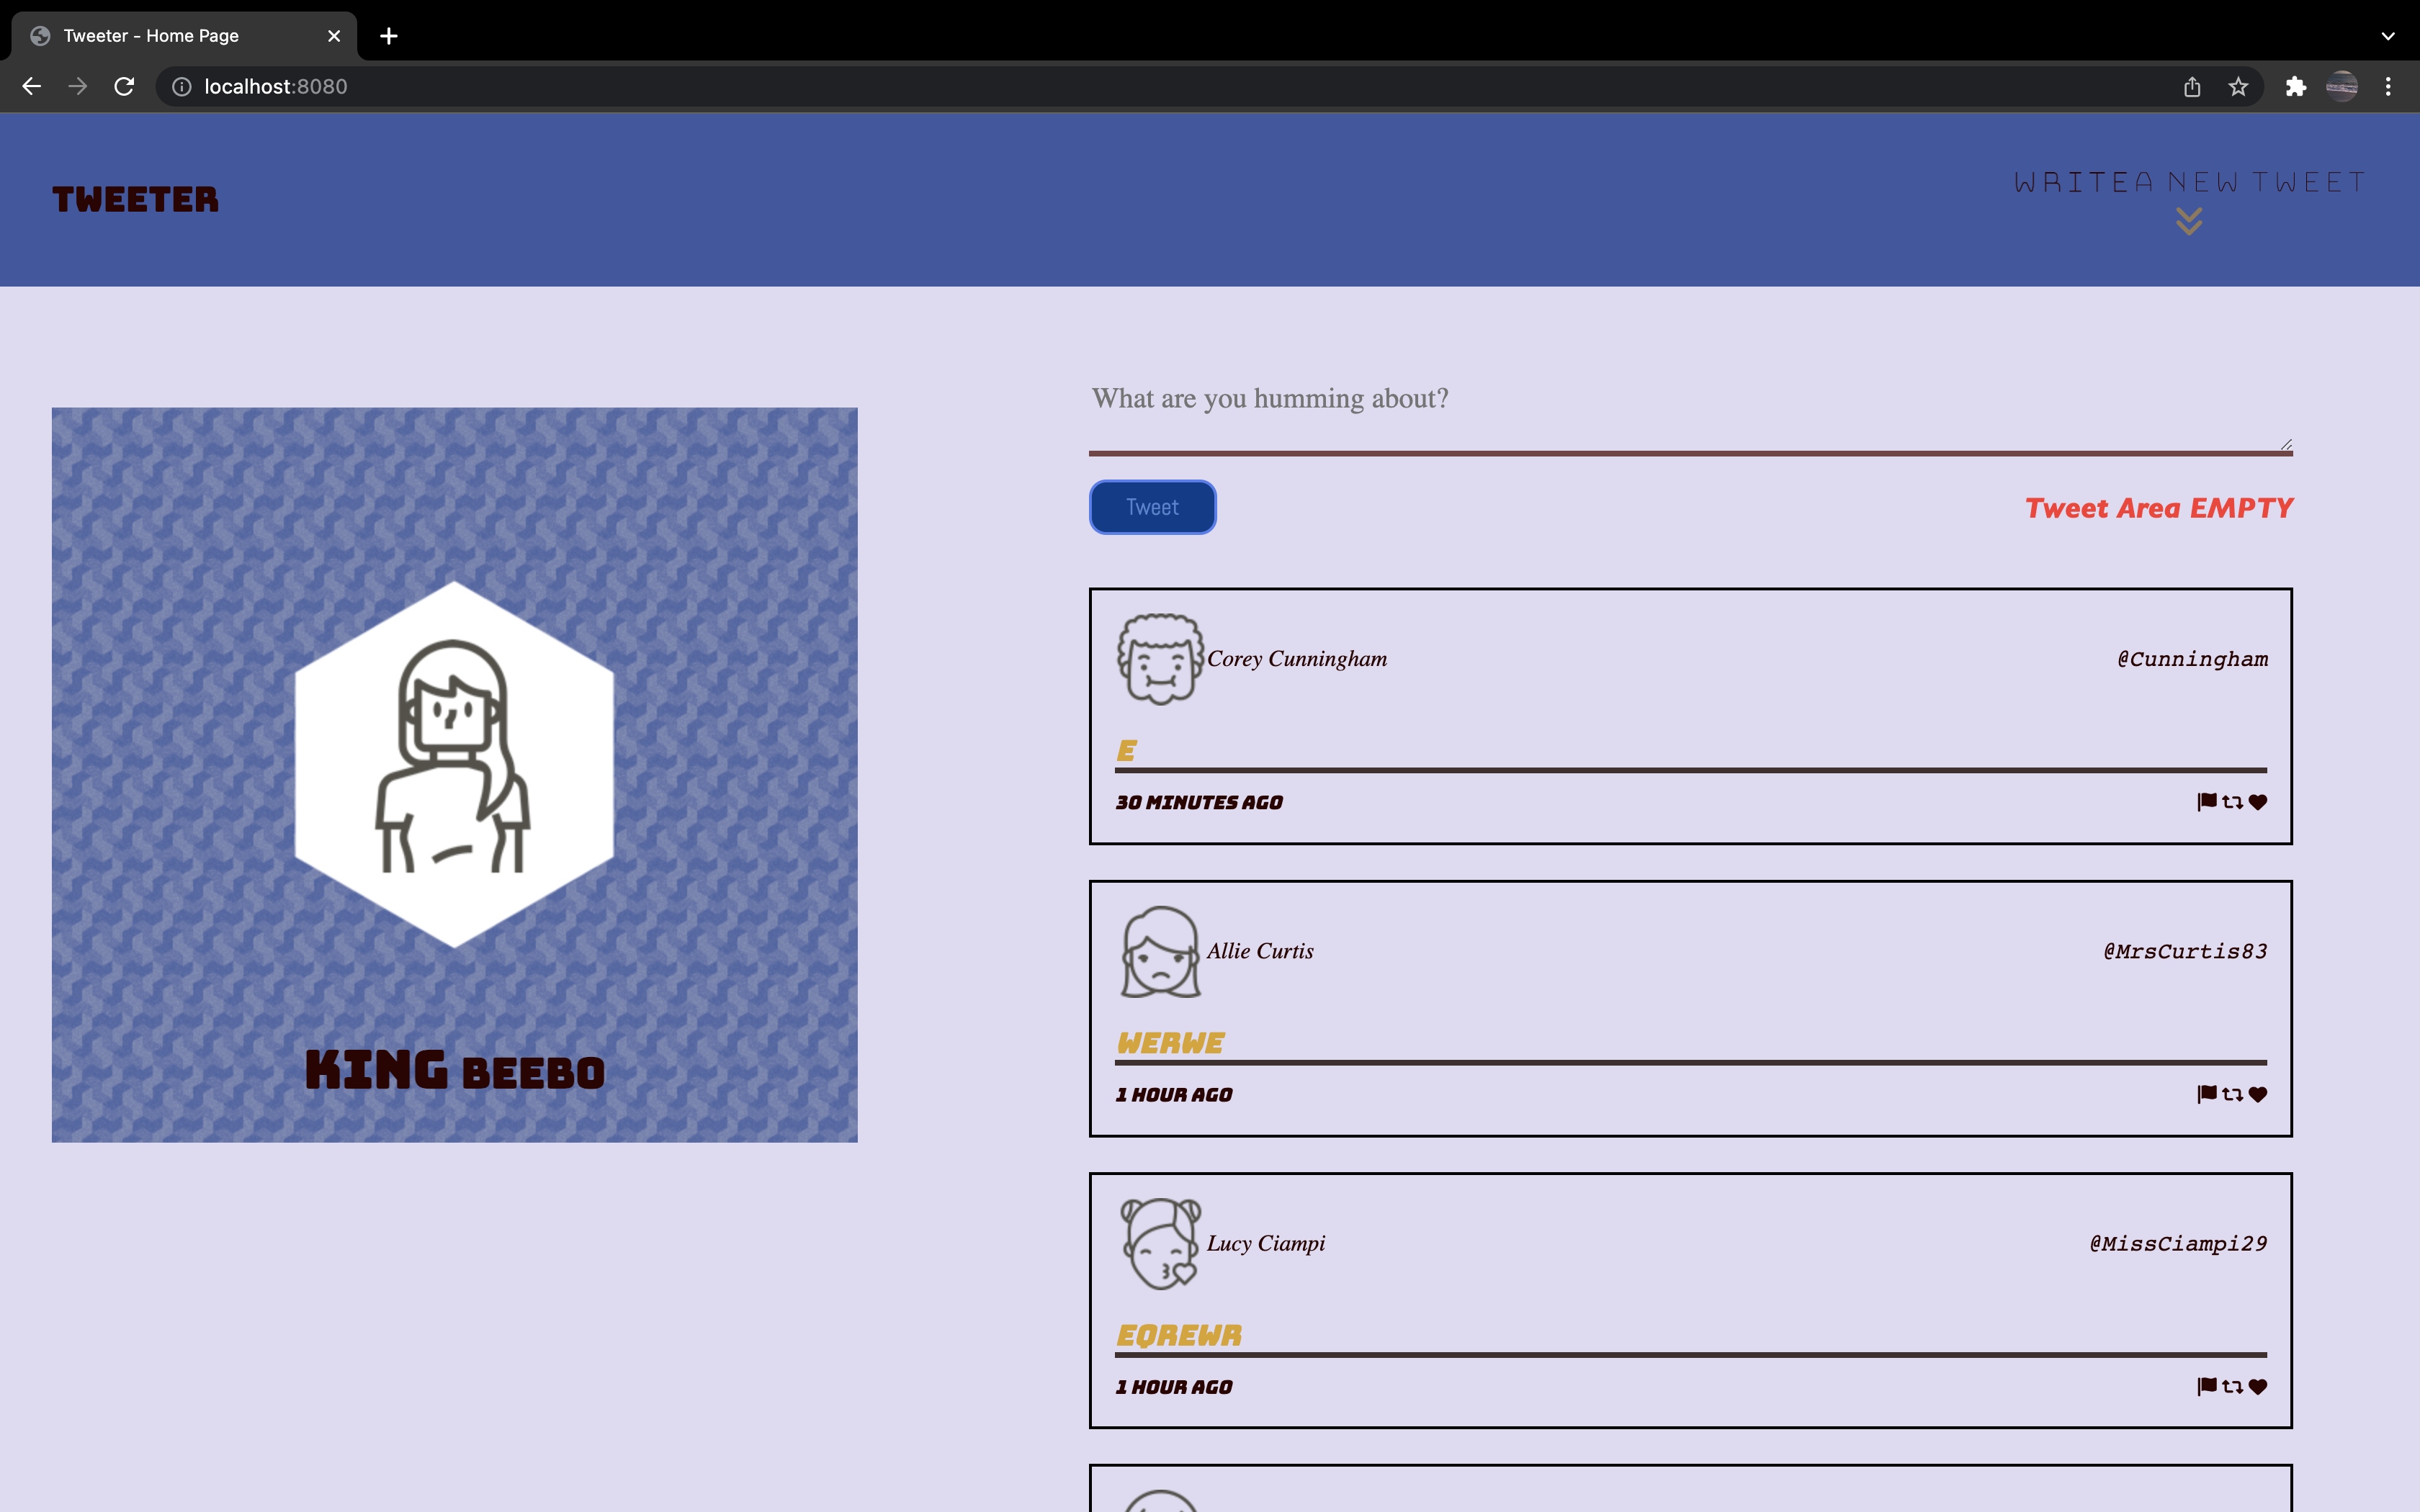 Tweeter - Home Page
localhost:8080
TWEETER
WRITEA NEW TWEET
What are you humming about?
Tweet
Tweet Area EMPTY
KING BEEBO
Corey Cunningham @Cunningham
E
30 MINUTES AGO
Allie Curtis @MrsCurtis83
WERWE
1 HOUR AGO
Lucy Ciampi @MissCiampi29
EQREWR
1 HOUR AGO